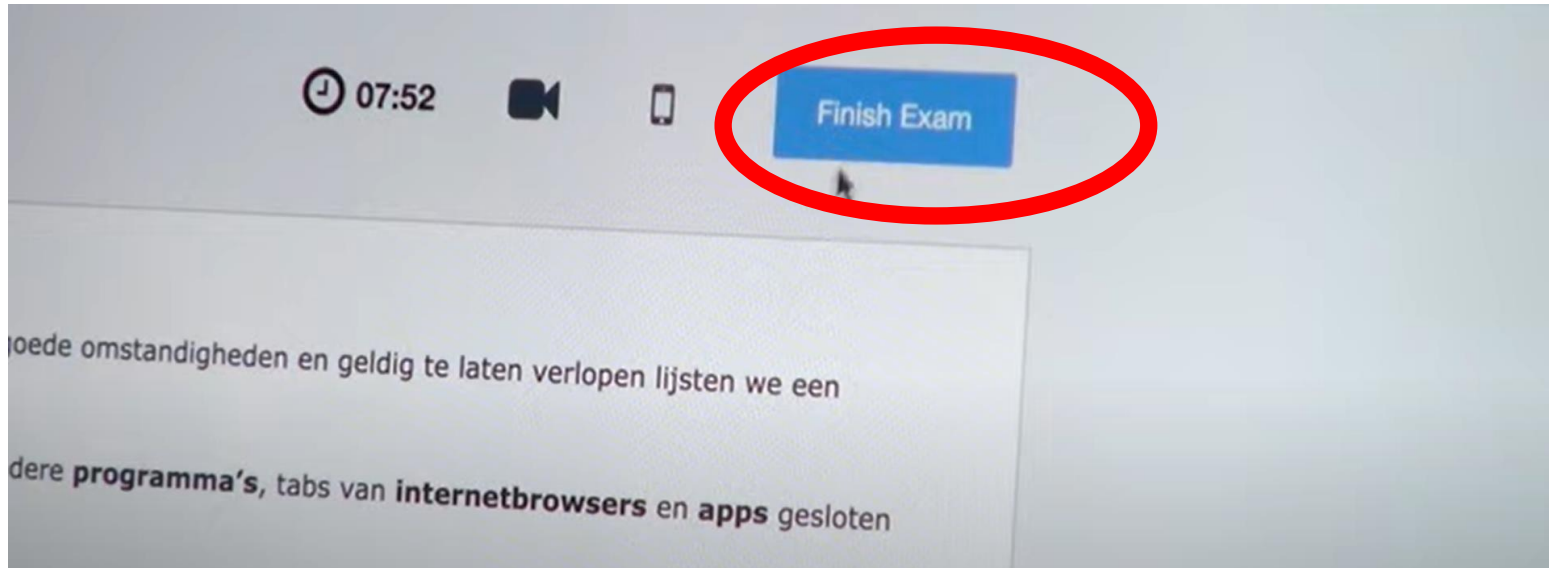 07:52
Finish Exam
goede omstandigheden en geldig te laten verlopen lijsten we een
dere programma's, tabs van internetbrowsers en apps gesloten